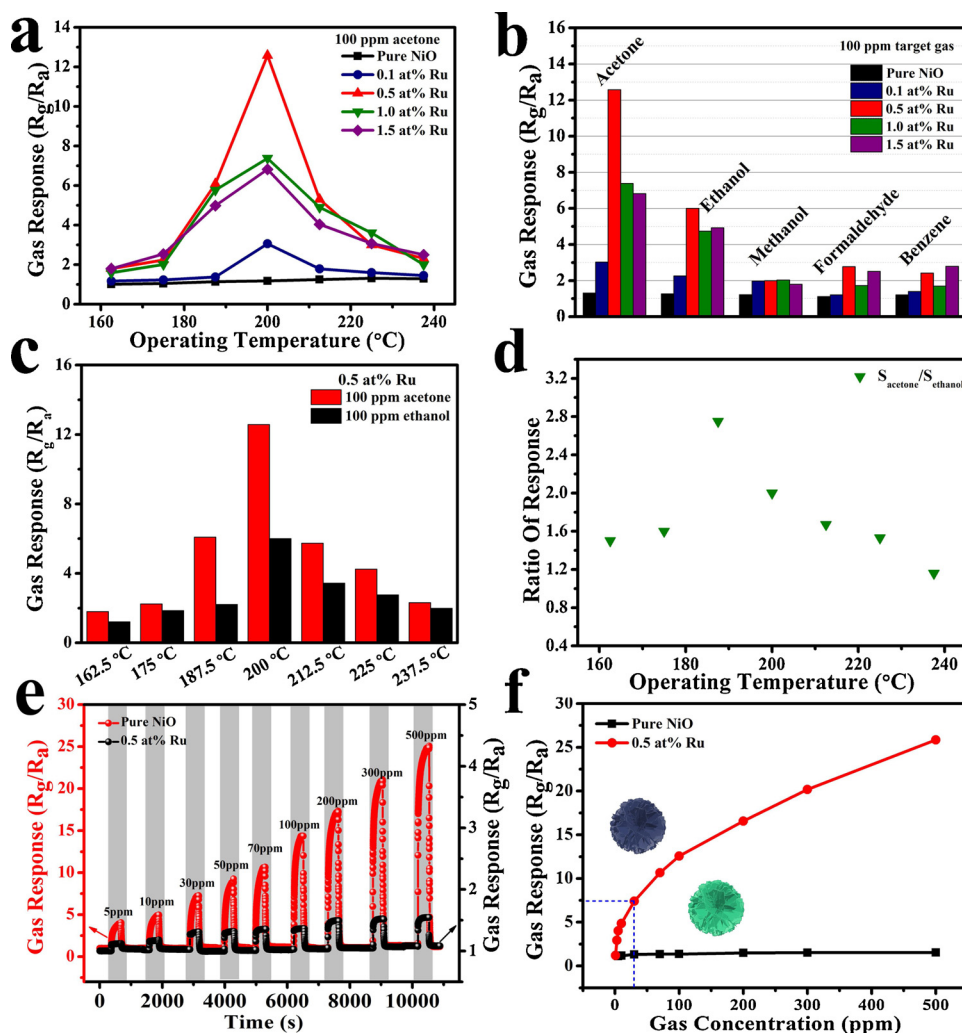 a
14
12
10
8
6
4
2
0
Gas Response (Rg/Ra)
100 ppm acetone
Pure NiO
0.1 at% Ru
0.5 at% Ru
1.0 at% Ru
1.5 at% Ru
160 180 200 220 240
Operating Temperature (°C)
b
16
14
12
10
8
6
4
2
0
Gas Response (Rg/Ra)
100 ppm target gas
Pure NiO
0.1 at% Ru
0.5 at% Ru
1.0 at% Ru
1.5 at% Ru
Acetone
Ethanol
Methanol
Formaldehyde
Benzene
c
16
12
8
4
0
Gas Response (Rg/Ra)
0.5 at% Ru
100 ppm acetone
100 ppm ethanol
162.5 °C 175 °C 187.5 °C 200 °C 212.5 °C 225 °C 237.5 °C
d
3.2
2.8
2.4
2.0
1.6
1.2
0.8
0.4
Ratio Of Response
Sacetone/Sethanol
160 180 200 220 240
Operating Temperature (°C)
e
30
25
20
15
10
5
0
Gas Response (Rg/Ra)
Pure NiO
0.5 at% Ru
5ppm
10ppm
30ppm
50ppm
70ppm
100ppm
200ppm
300ppm
500ppm
5
4
3
2
1
Gas Response (Rg/Ra)
0 2000 4000 6000 8000 10000
Time (s)
f
30
25
20
15
10
5
0
Gas Response (Rg/Ra)
Pure NiO
0.5 at% Ru
0 100 200 300 400 500
Gas Concentration (ppm)